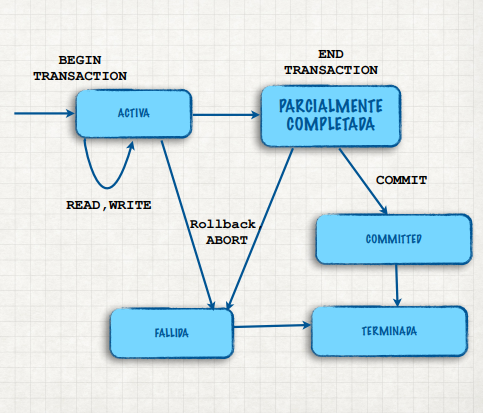 BEGIN
TRANSACTION
END
TRANSACTION
ACTIVA
PARCIALMENTE
COMPLETADA
READ,WRITE
COMMIT
Rollback,
ABORT
COMMITTED
FALLIDA
TERMINADA